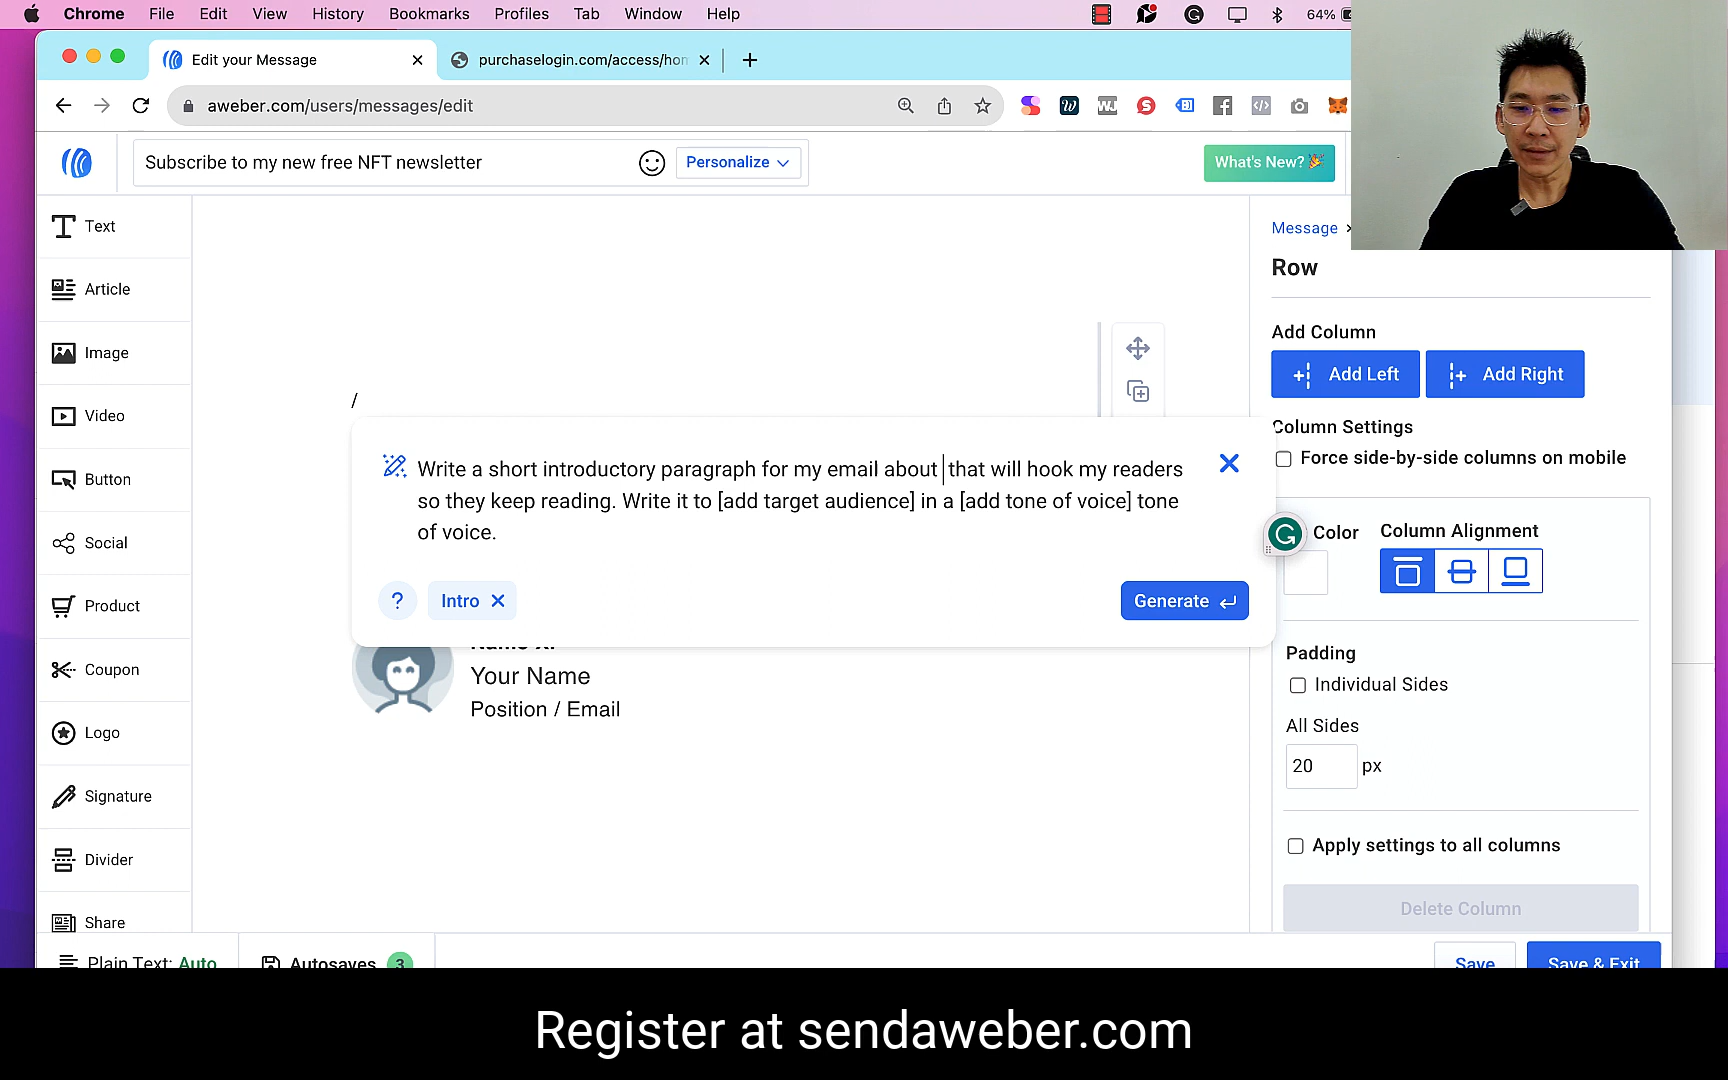 Chrome File Edit View History Bookmarks Profiles Tab Window Help 64%
Edit your Message purchaselogin.com/access/hom
aweber.com/users/messages/edit
Subscribe to my new free NFT newsletter Personalize What's New?
Text
Article
Image
Video
Button
Social
Product
Coupon
Logo
Signature
Divider
Share
/
Write a short introductory paragraph for my email about that will hook my readers
so they keep reading. Write it to [add target audience] in a [add tone of voice] tone
of voice.
? Intro Generate
Your Name
Position / Email
Message
Row
Add Column
Add Left Add Right
Column Settings
Force side-by-side columns on mobile
Color Column Alignment
Padding
Individual Sides
All Sides
20 px
Apply settings to all columns
Delete Column
Plain Text: Auto Autosaves 3 Save Save & Exit
Register at sendaweber.com